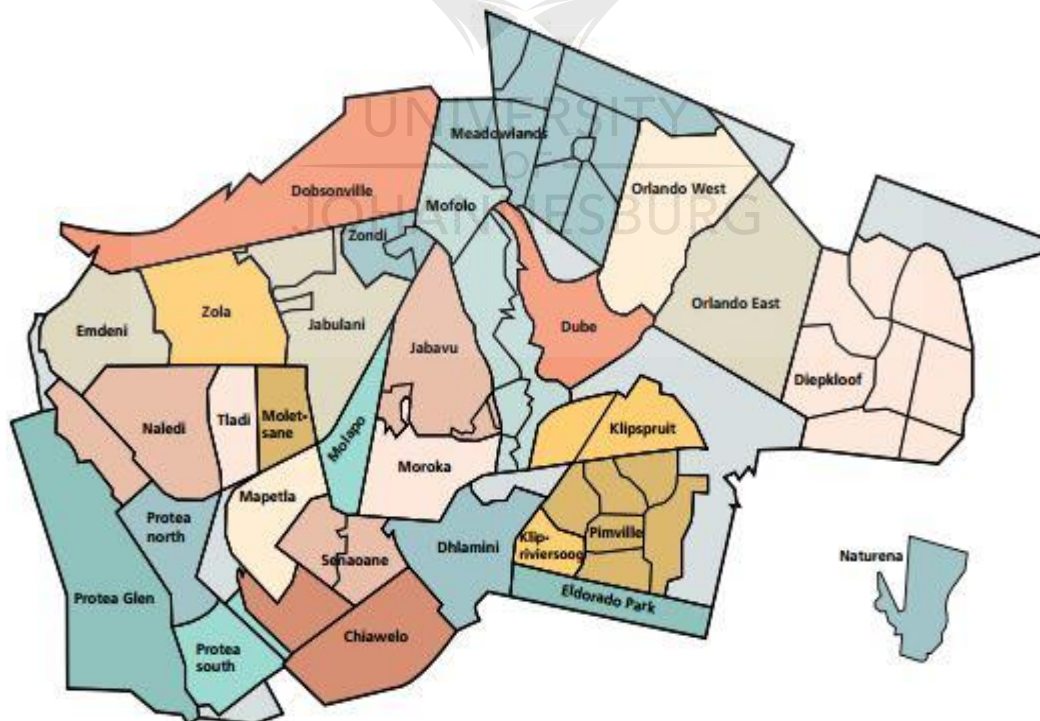 UNIVERSITY
OF
JOHANNESBURG
Meadowlands
Dobsonville
Orlando West
Mofolo
Zondi
Orlando East
Zola
Jabulani
Dube
Emdeni
Jabavu
Diepkloof
Naledi
Tladi
Molet-
sane
Klipspruit
Molapo
Moroka
Mapetla
Protea
north
Dhlamini
Klip-
riviersoog
Pimville
Senaoane
Naturena
Protea Glen
Eldorado Park
Chiawelo
Protea
south